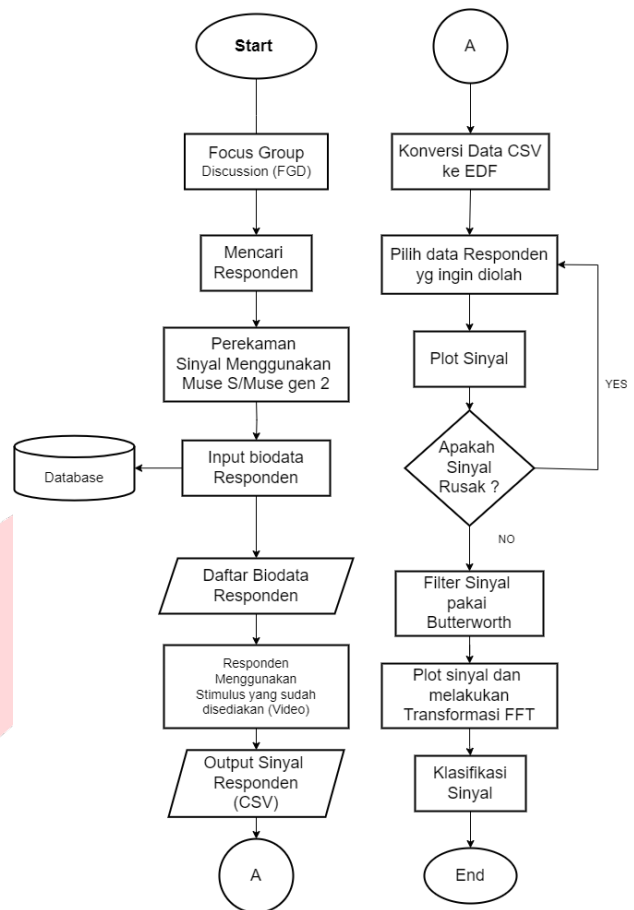 Start
Focus Group
Discussion (FGD)
Mencari
Responden
Perekaman
Sinyal Menggunakan
Muse S/Muse gen 2
Input biodata
Responden
Database
Daftar Biodata
Responden
Responden
Menggunakan
Stimulus yang sudah
disediakan (Video)
Output Sinyal
Responden
(CSV)
A
A
Konversi Data CSV
ke EDF
Pilih data Responden
yg ingin diolah
Plot Sinyal
YES
Apakah
Sinyal
Rusak ?
NO
Filter Sinyal
pakai
Butterworth
Plot sinyal dan
melakukan
Transformasi FFT
Klasifikasi
Sinyal
End